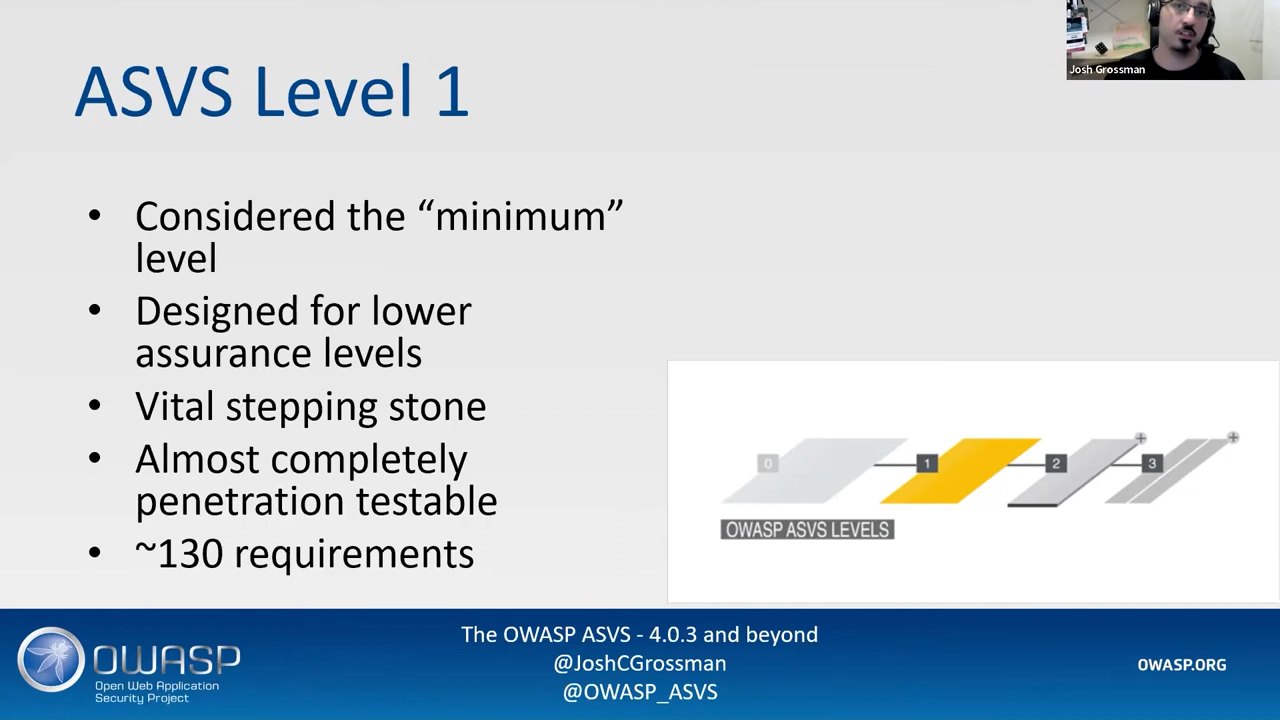 Josh Grossman
ASVS Level 1
• Considered the “minimum”
level
• Designed for lower
assurance levels
• Vital stepping stone
• Almost completely
penetration testable
• ~130 requirements
0
1
2
3
OWASP ASVS LEVELS
OWASP
Open Web Application
Security Project
The OWASP ASVS - 4.0.3 and beyond
@JoshCGrossman
@OWASP_ASVS
OWASP.ORG